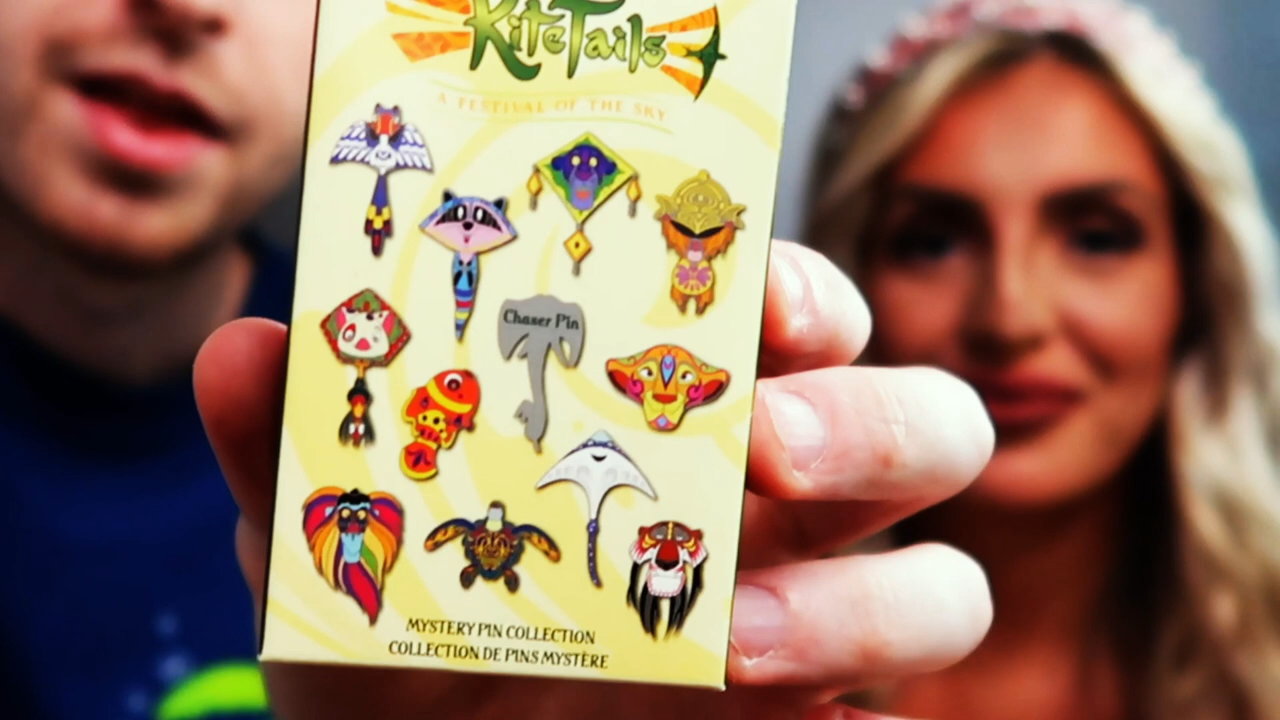 KiteTails
A FESTIVAL OF THE SKY
Chaser Pin
MYSTERY PIN COLLECTION
COLLECTION DE PINS MYSTÈRE